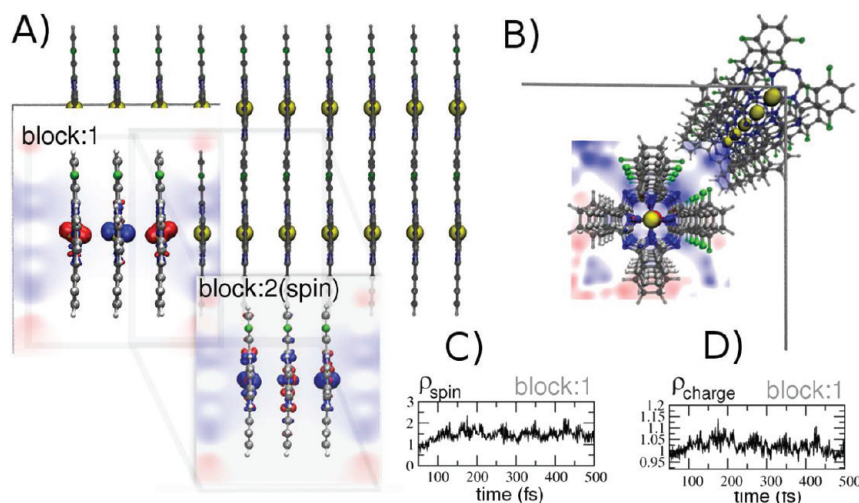 A)
B)
block:1
block:2(spin)
C)
D)
ρspin
block:1
3
2
1
0
100
200
300
400
500
time (fs)
ρcharge
block:1
1.2
1.15
1.1
1.05
1
0.95
100
200
300
400
500
time (fs)